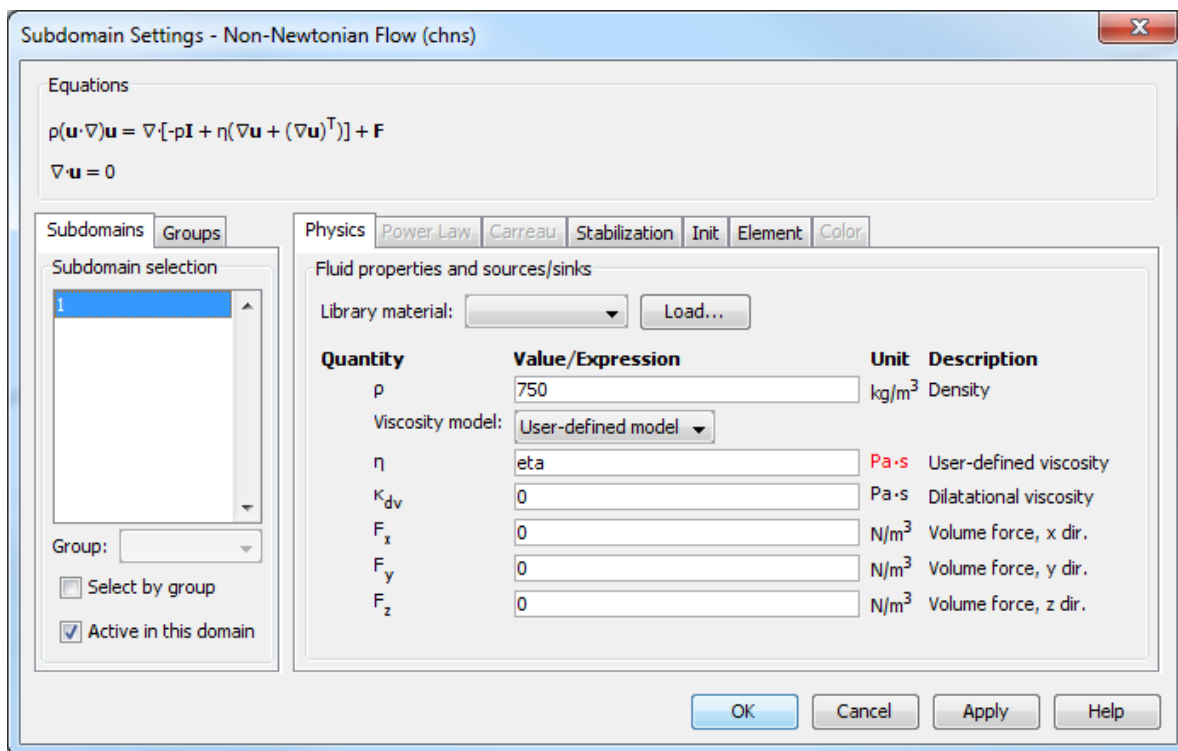 Subdomain Settings - Non-Newtonian Flow (chns)
Equations
ρ(u·∇)u = ∇·[-pI + η(∇u + (∇u)ᵀ)] + F
∇·u = 0
Subdomains Groups
Subdomain selection
1
Group:
Select by group
Active in this domain
Physics Power Law Carreau Stabilization Init Element Color
Fluid properties and sources/sinks
Library material: Load...
Quantity Value/Expression Unit Description
ρ 750 kg/m³ Density
Viscosity model: User-defined model
η eta Pa·s User-defined viscosity
κdv 0 Pa·s Dilatational viscosity
Fx 0 N/m³ Volume force, x dir.
Fy 0 N/m³ Volume force, y dir.
Fz 0 N/m³ Volume force, z dir.
OK Cancel Apply Help